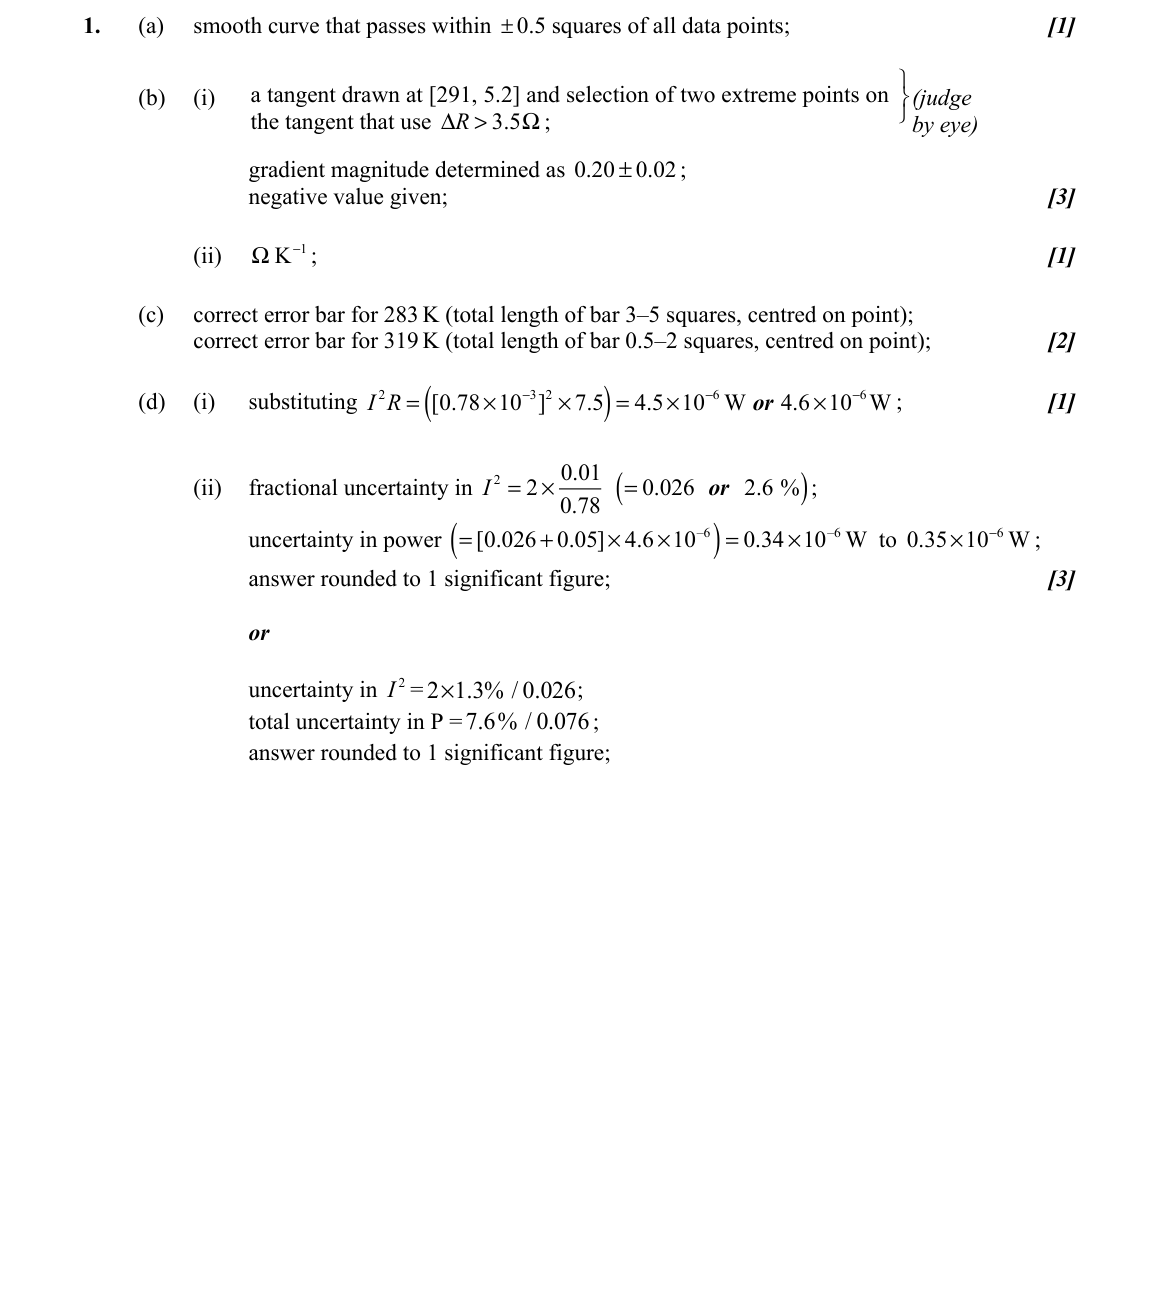 1. (a) smooth curve that passes within ±0.5 squares of all data points; [1]
(b) (i) a tangent drawn at [291, 5.2] and selection of two extreme points on (judge
the tangent that use ΔR > 3.5Ω; by eye)
gradient magnitude determined as 0.20 ± 0.02;
negative value given; [3]
(ii) Ω K⁻¹; [1]
(c) correct error bar for 283 K (total length of bar 3–5 squares, centred on point);
correct error bar for 319 K (total length of bar 0.5–2 squares, centred on point); [2]
(d) (i) substituting I²R = ([0.78×10⁻³]² × 7.5) = 4.5×10⁻⁶ W or 4.6×10⁻⁶ W; [1]
(ii) fractional uncertainty in I² = 2 × 0.01/0.78 (= 0.026 or 2.6 %);
uncertainty in power (= [0.026 + 0.05] × 4.6×10⁻⁶) = 0.34×10⁻⁶ W to 0.35×10⁻⁶ W;
answer rounded to 1 significant figure; [3]
or
uncertainty in I² = 2×1.3% / 0.026;
total uncertainty in P = 7.6% / 0.076;
answer rounded to 1 significant figure;